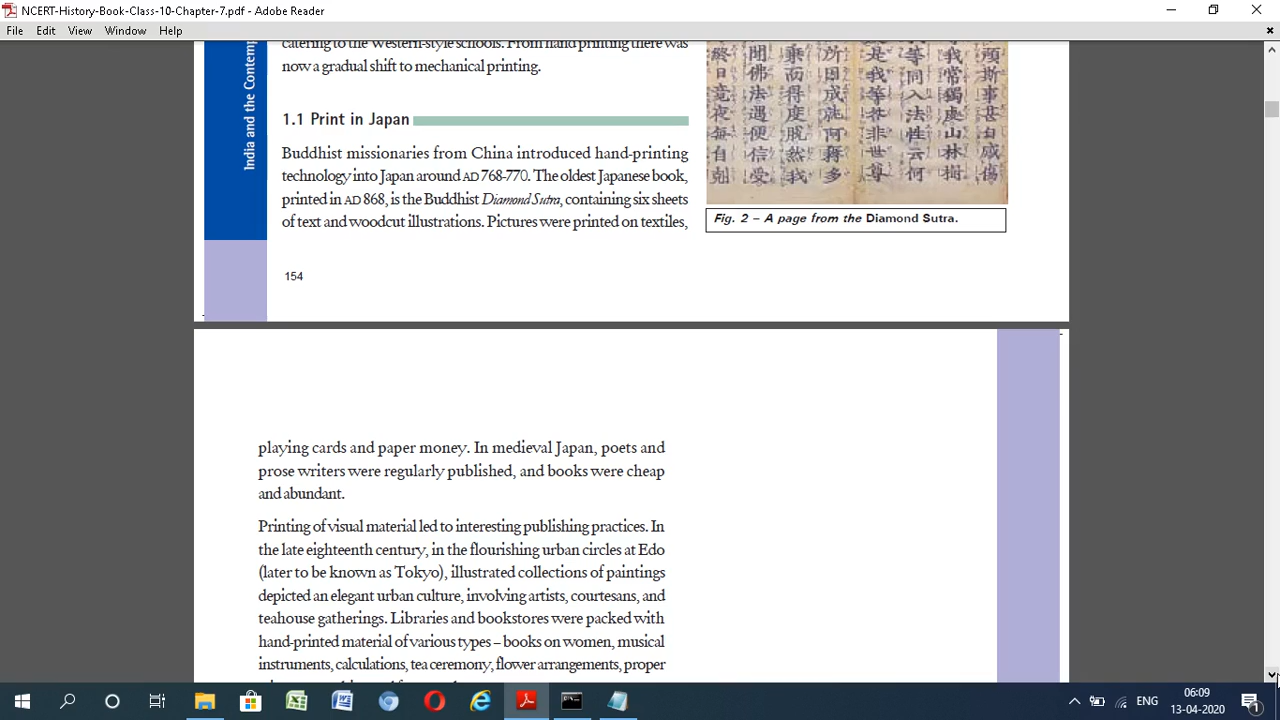 NCERT-History-Book-Class-10-Chapter-7.pdf - Adobe Reader
File Edit View Window Help
India and the Contemp
catering to the Western-style schools. From hand printing there was
now a gradual shift to mechanical printing.
1.1 Print in Japan
Buddhist missionaries from China introduced hand-printing
technology into Japan around AD 768-770. The oldest Japanese book,
printed in AD 868, is the Buddhist Diamond Sutra, containing six sheets
of text and woodcut illustrations. Pictures were printed on textiles,
Fig. 2 – A page from the Diamond Sutra.
154
playing cards and paper money. In medieval Japan, poets and
prose writers were regularly published, and books were cheap
and abundant.
Printing of visual material led to interesting publishing practices. In
the late eighteenth century, in the flourishing urban circles at Edo
(later to be known as Tokyo), illustrated collections of paintings
depicted an elegant urban culture, involving artists, courtesans, and
teahouse gatherings. Libraries and bookstores were packed with
hand-printed material of various types – books on women, musical
instruments, calculations, tea ceremony, flower arrangements, proper
ENG
06:09
13-04-2020
1